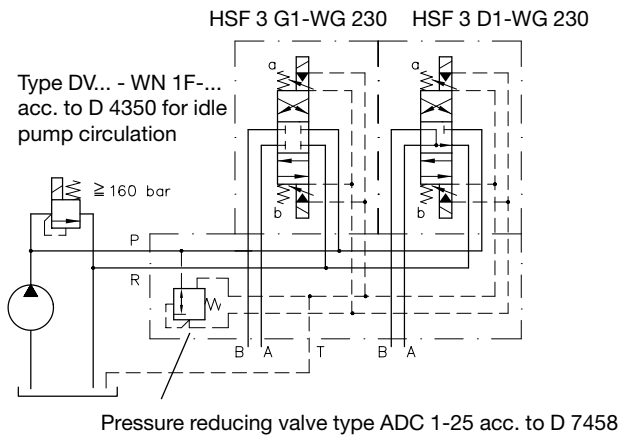 HSF 3 G1-WG 230 HSF 3 D1-WG 230
Type DV... - WN 1F-...
acc. to D 4350 for idle
pump circulation
a
a
≧ 160 bar
b
b
P
R
B A T B A
Pressure reducing valve type ADC 1-25 acc. to D 7458